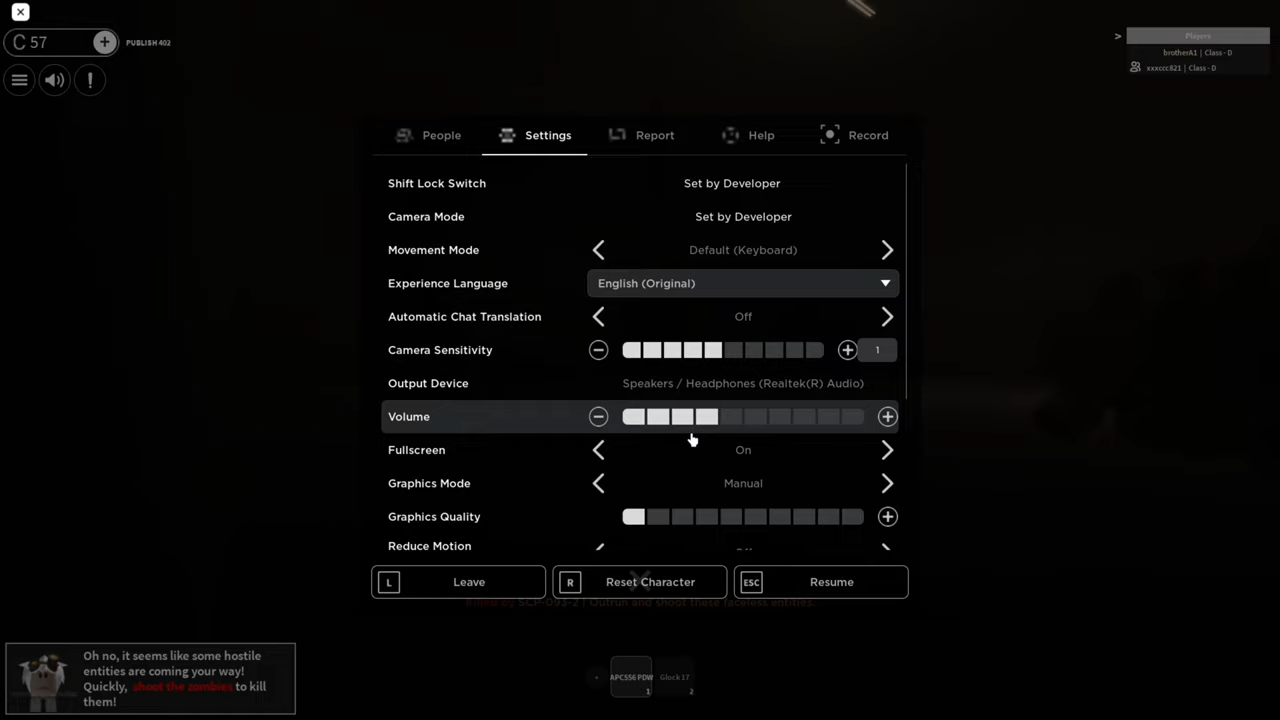 C 57
PUBLISH 402
Players
brotherA1 | Class - D
xxxccc821 | Class - D
People
Settings
Report
Help
Record
Shift Lock Switch
Set by Developer
Camera Mode
Set by Developer
Movement Mode
Default (Keyboard)
Experience Language
English (Original)
Automatic Chat Translation
Off
Camera Sensitivity
1
Output Device
Speakers / Headphones (Realtek(R) Audio)
Volume
Fullscreen
On
Graphics Mode
Manual
Graphics Quality
Reduce Motion
L Leave
R Reset Character
ESC Resume
by SCP-093-2 | Outrun and shoot these faceless entities.
Oh no, it seems like some hostile
entities are coming your way!
Quickly, shoot the zombies to kill
them!
APC556 PDW
1
Glock 17
2